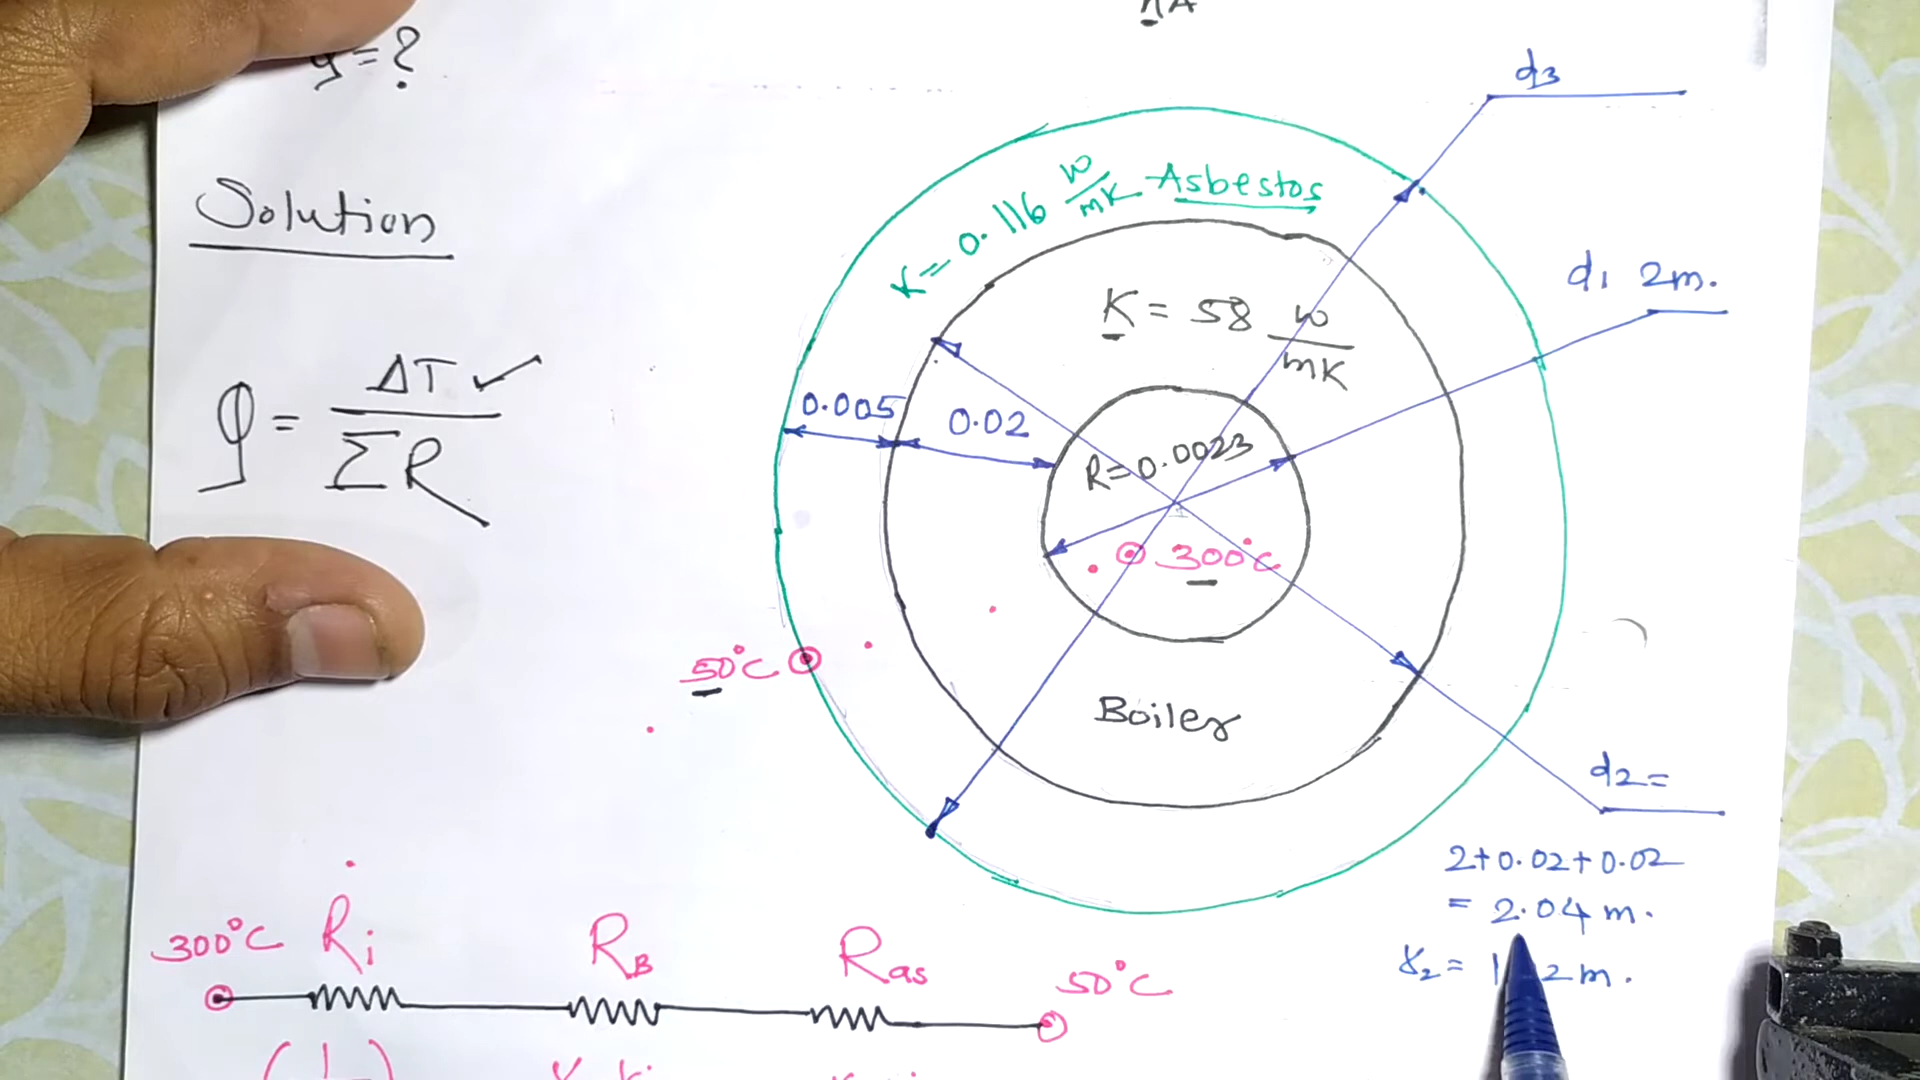 hA
q=?
d3
Solution
K=0.116 W/mK Asbestos
d1 2m.
K=58 W/mK
Q=ΔT✓/ΣR
0.005
0.02
R=0.0023
300°C
50°C
Boiler
d2=
2+0.02+0.02
=2.04 m.
300°C Ri
RB
Ras
50°C